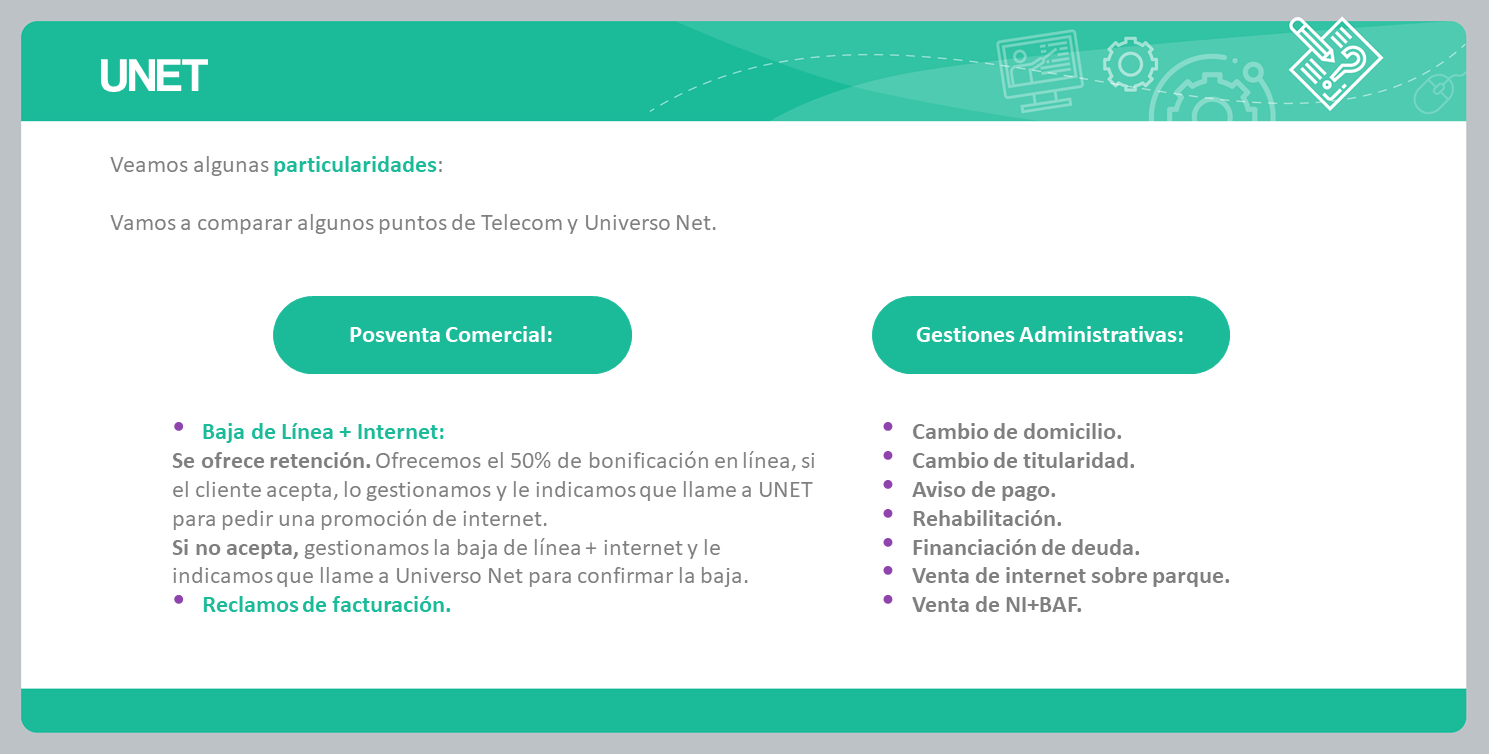 UNET
Veamos algunas particularidades:
Vamos a comparar algunos puntos de Telecom y Universo Net.
Posventa Comercial:
• Baja de Línea + Internet:
Se ofrece retención. Ofrecemos el 50% de bonificación en línea, si
el cliente acepta, lo gestionamos y le indicamos que llame a UNET
para pedir una promoción de internet.
Si no acepta, gestionamos la baja de línea + internet y le
indicamos que llame a Universo Net para confirmar la baja.
• Reclamos de facturación.
Gestiones Administrativas:
• Cambio de domicilio.
• Cambio de titularidad.
• Aviso de pago.
• Rehabilitación.
• Financiación de deuda.
• Venta de internet sobre parque.
• Venta de NI+BAF.